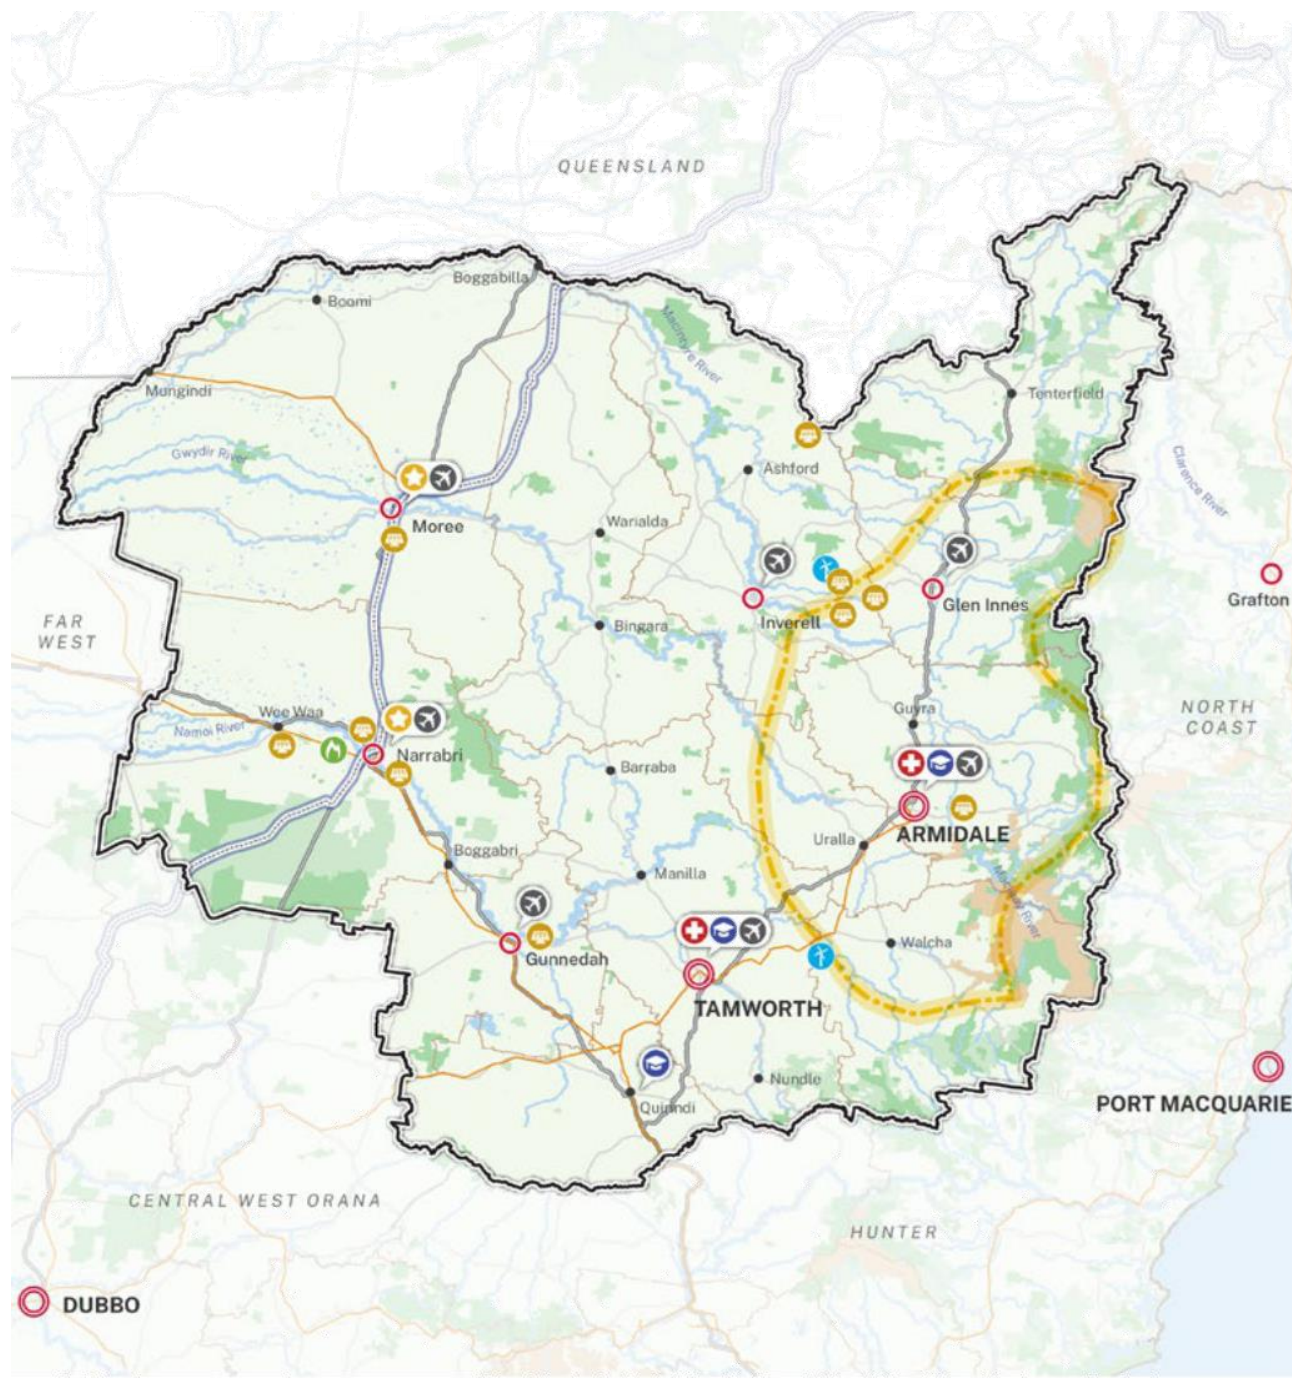 QUEENSLAND
Boggabilla
Boomi
Macintyre River
Mungindi
Tenterfield
Gwydir River
Ashford
Clarence River
Moree
Warialda
Grafton
Glen Innes
FAR
WEST
Inverell
Bingara
Guyra
NORTH
COAST
Wee Waa
Namoi River
Narrabri
Barraba
ARMIDALE
Uralla
Boggabri
Manilla
Macleay River
Walcha
Gunnedah
TAMWORTH
Nundle
Quirindi
PORT MACQUARIE
CENTRAL WEST ORANA
HUNTER
DUBBO